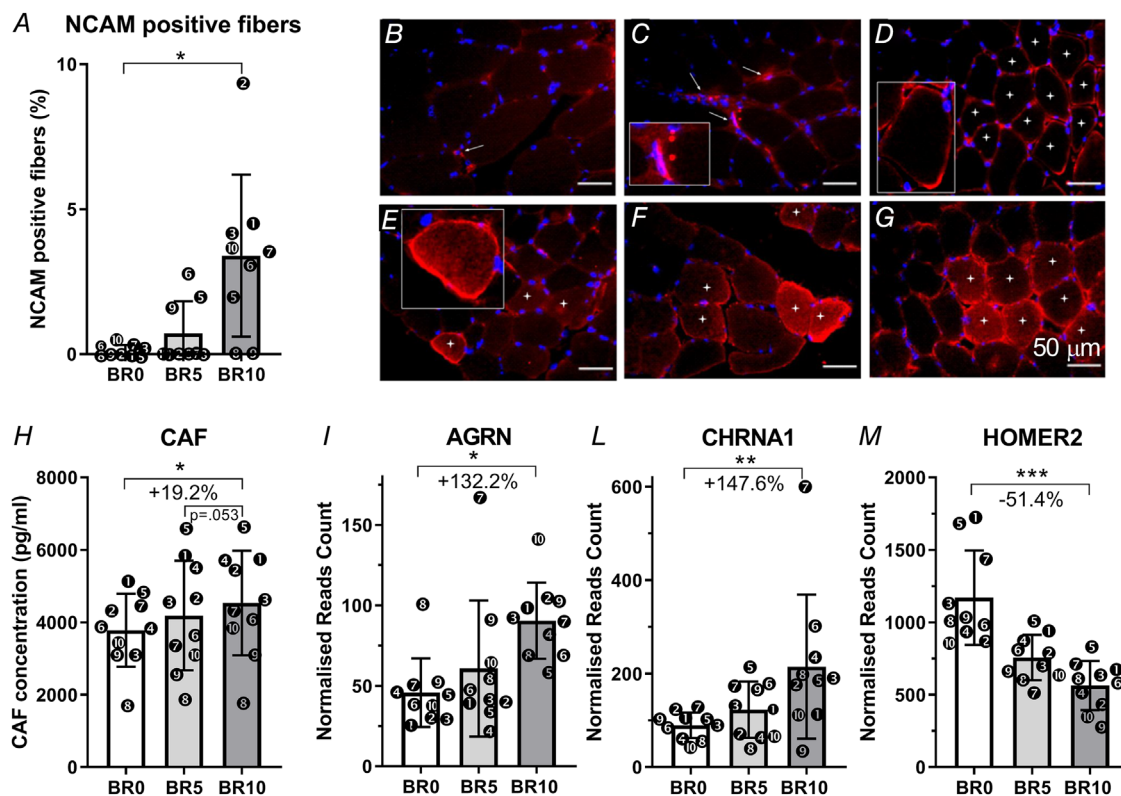 A NCAM positive fibers
NCAM positive fibers (%)
10
5
0
*
BR0 BR5 BR10
B
C
D
E
F
G
50 μm
H CAF
CAF concentration (pg/ml)
8000
6000
4000
2000
0
*
+19.2%
p=.053
BR0 BR5 BR10
I AGRN
Normalised Reads Count
150
100
50
0
*
+132.2%
BR0 BR5 BR10
L CHRNA1
Normalised Reads Count
600
400
200
100
0
**
+147.6%
BR0 BR5 BR10
M HOMER2
Normalised Reads Count
2000
1500
1000
500
0
***
-51.4%
BR0 BR5 BR10